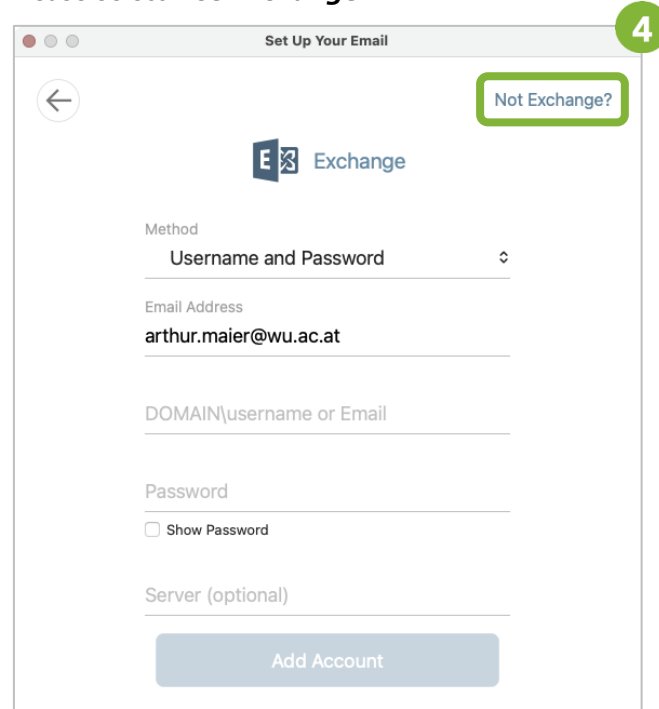 Set Up Your Email
4
Not Exchange?
E Exchange
Method
Username and Password
Email Address
arthur.maier@wu.ac.at
DOMAIN\username or Email
Password
Show Password
Server (optional)
Add Account